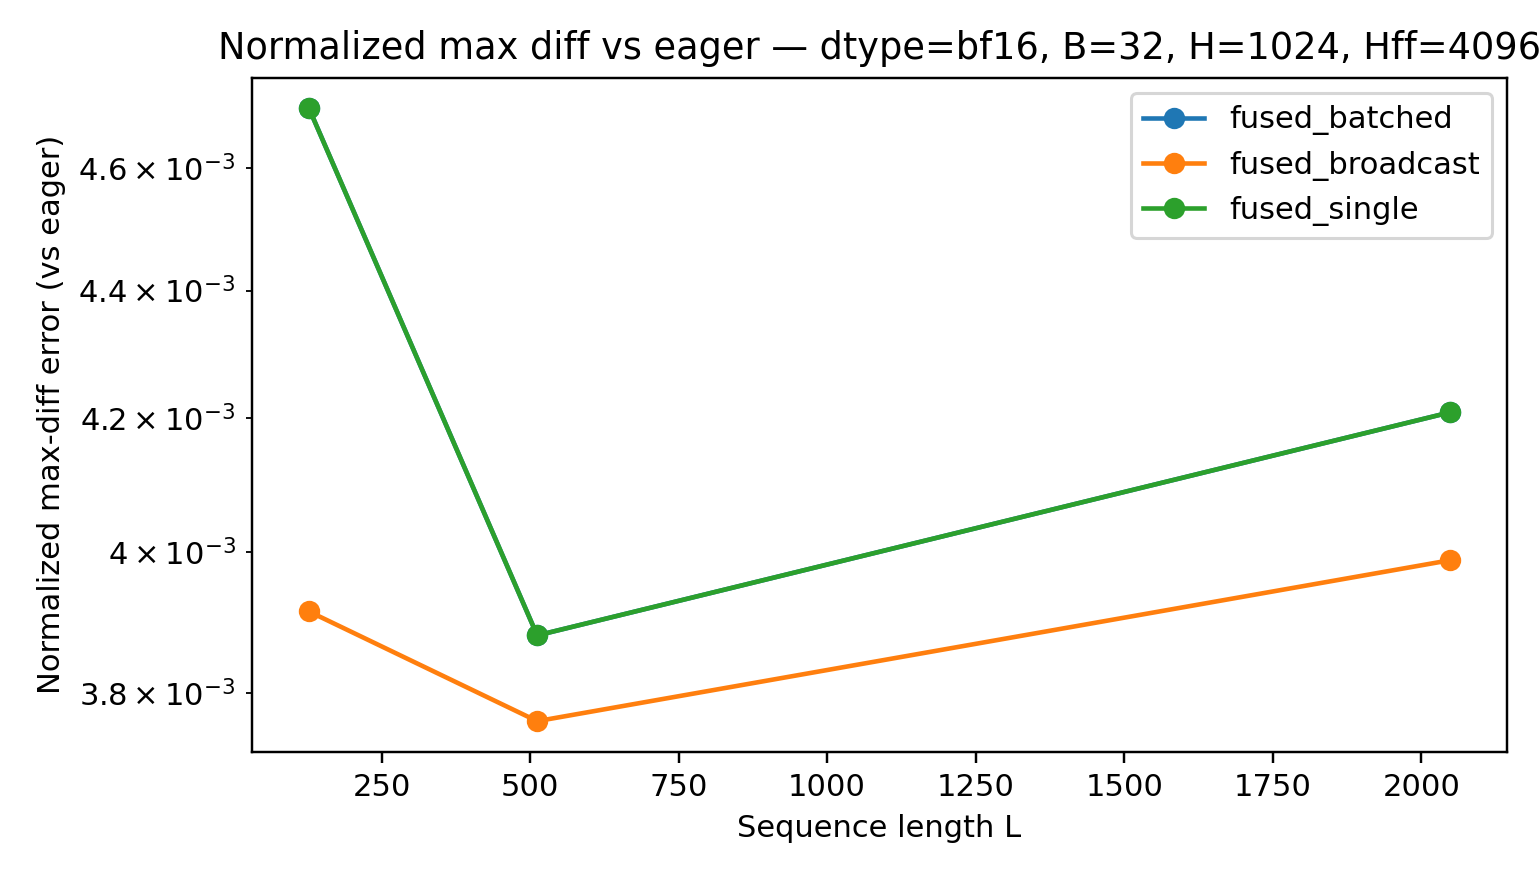 Normalized max diff vs eager — dtype=bf16, B=32, H=1024, Hff=4096
Normalized max-diff error (vs eager)
4.6 × 10⁻³
4.4 × 10⁻³
4.2 × 10⁻³
4 × 10⁻³
3.8 × 10⁻³
fused_batched
fused_broadcast
fused_single
250 500 750 1000 1250 1500 1750 2000
Sequence length L